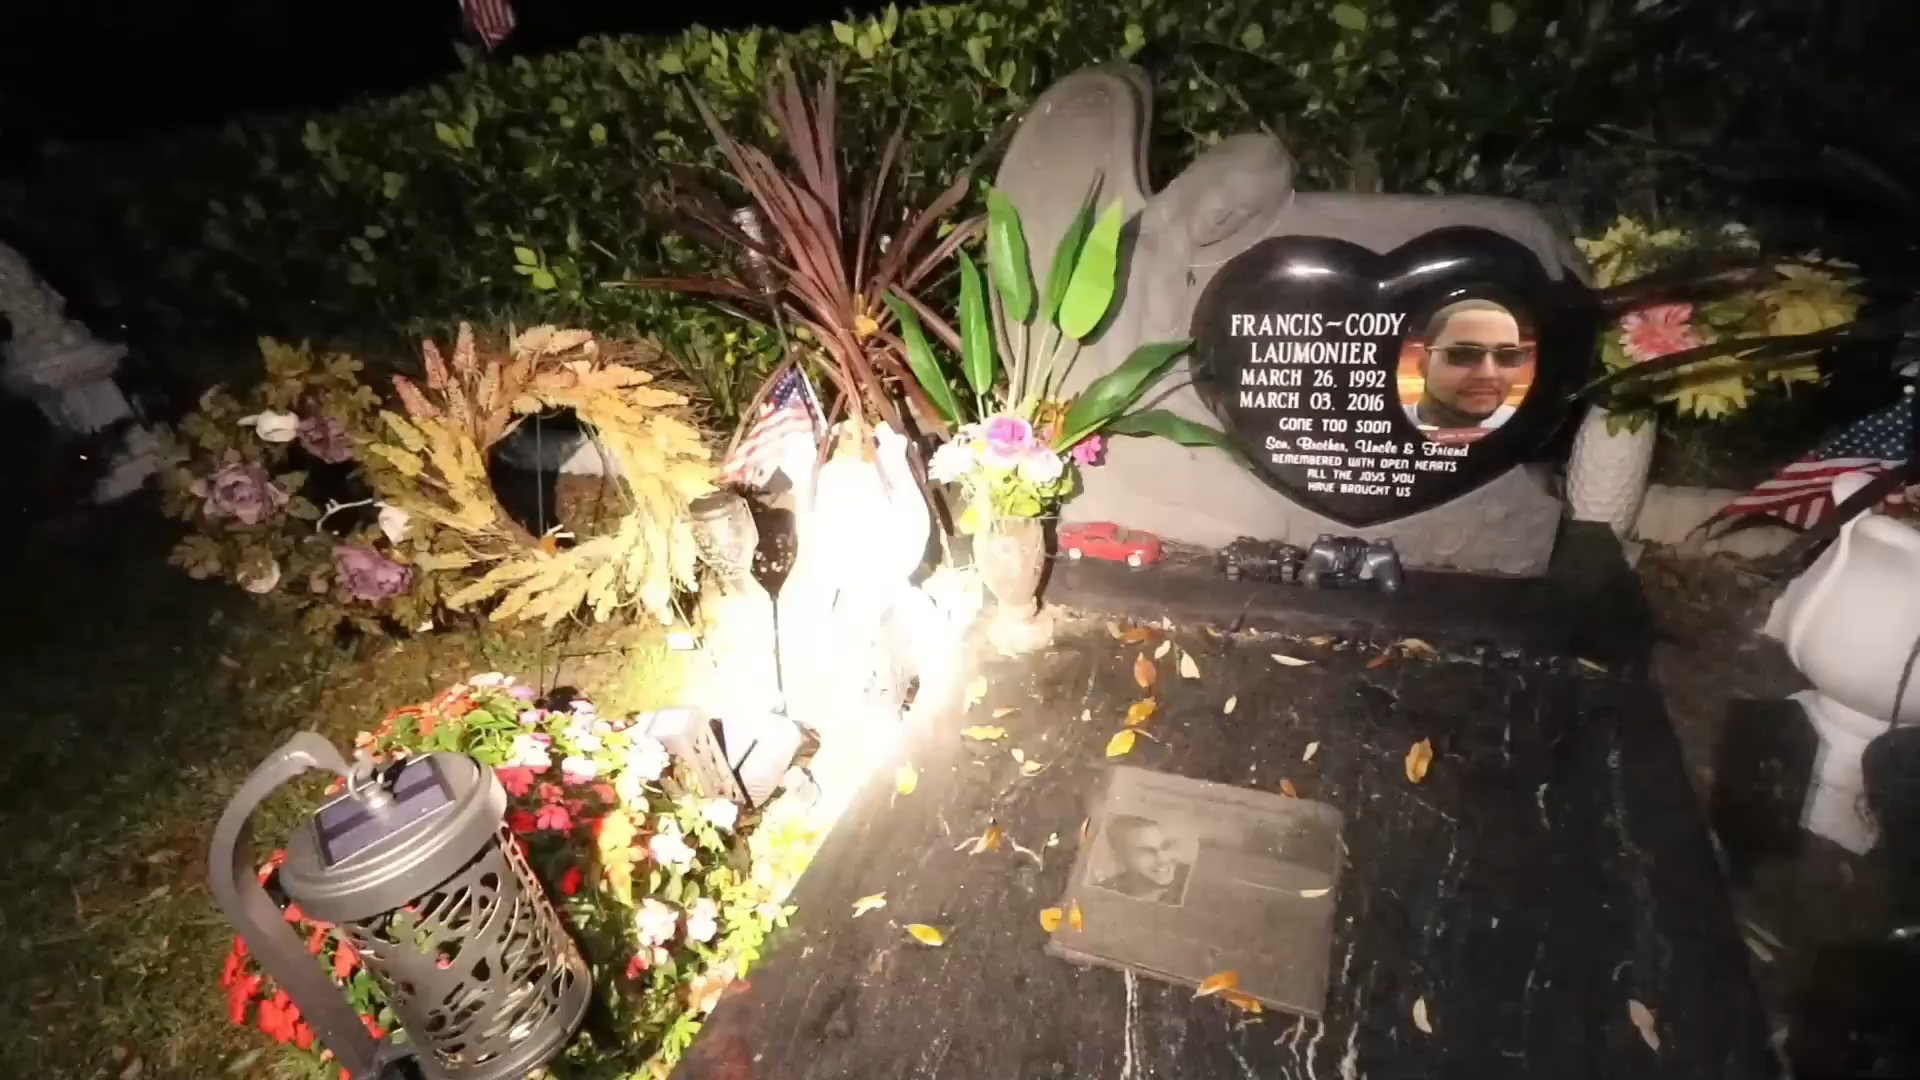 FRANCIS~CODY
LAUMONIER
MARCH 26, 1992
MARCH 03, 2016
GONE TOO SOON
Son, Brother, Uncle & Friend
REMEMBERED WITH OPEN HEARTS
ALL THE JOYS YOU
HAVE BROUGHT US